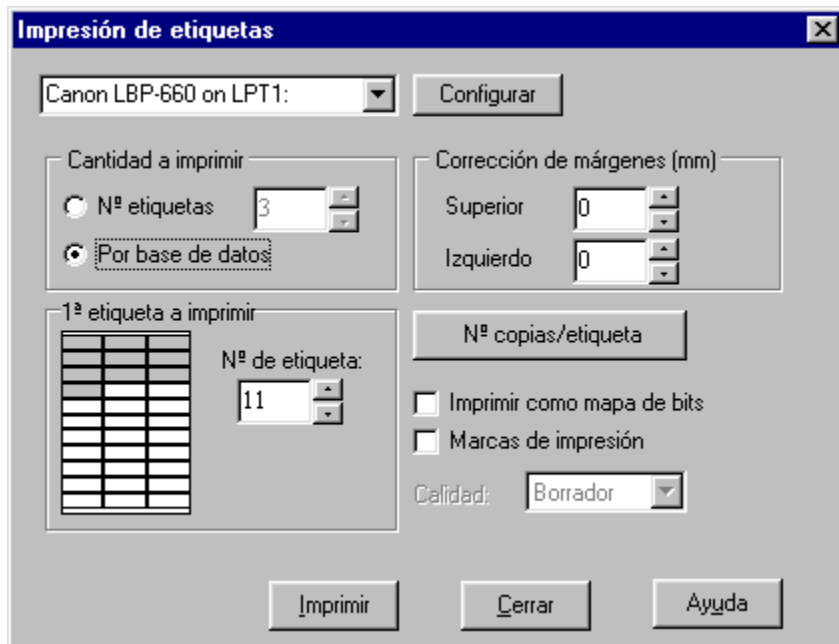 Impresión de etiquetas
Canon LBP-660 on LPT1:
Configurar
Cantidad a imprimir
Nº etiquetas
3
Por base de datos
Corrección de márgenes (mm)
Superior
0
Izquierdo
0
1ª etiqueta a imprimir
Nº de etiqueta:
11
Nº copias/etiqueta
Imprimir como mapa de bits
Marcas de impresión
Calidad:
Borrador
Imprimir
Cerrar
Ayuda